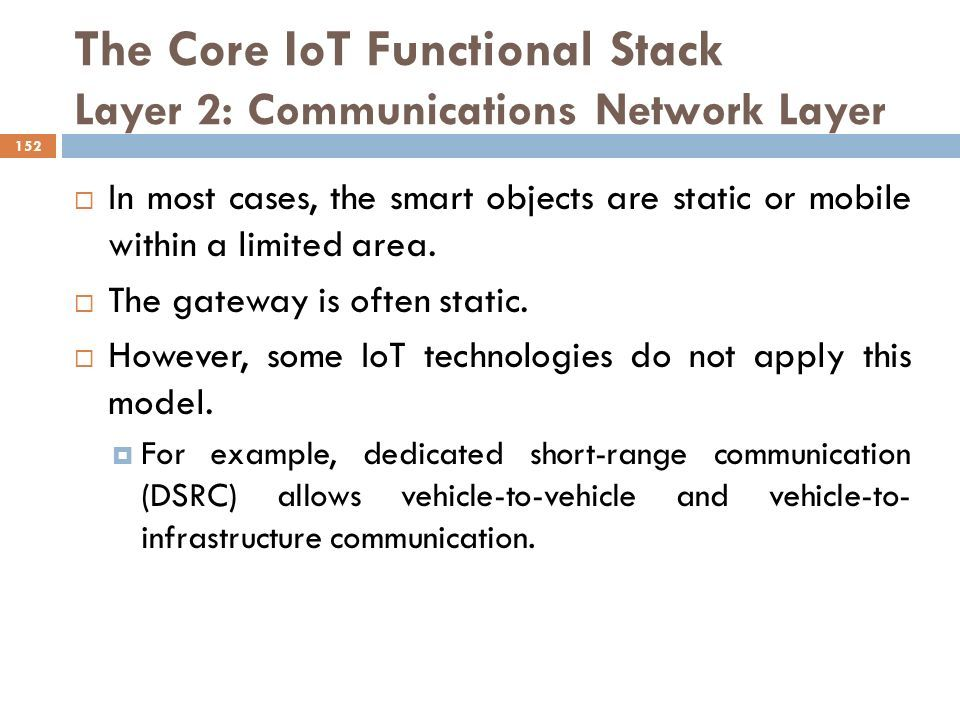 The Core IoT Functional Stack
Layer 2: Communications Network Layer
152
In most cases, the smart objects are static or mobile
within a limited area.
The gateway is often static.
However, some IoT technologies do not apply this
model.
For example, dedicated short-range communication
(DSRC) allows vehicle-to-vehicle and vehicle-to-
infrastructure communication.